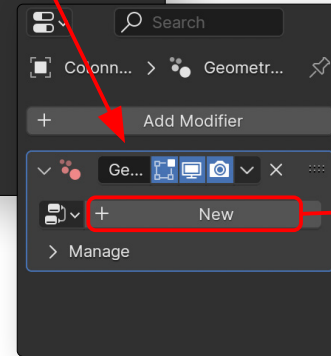 Search
Colonn... > Geometr...
+ Add Modifier
Ge...
+ New
> Manage